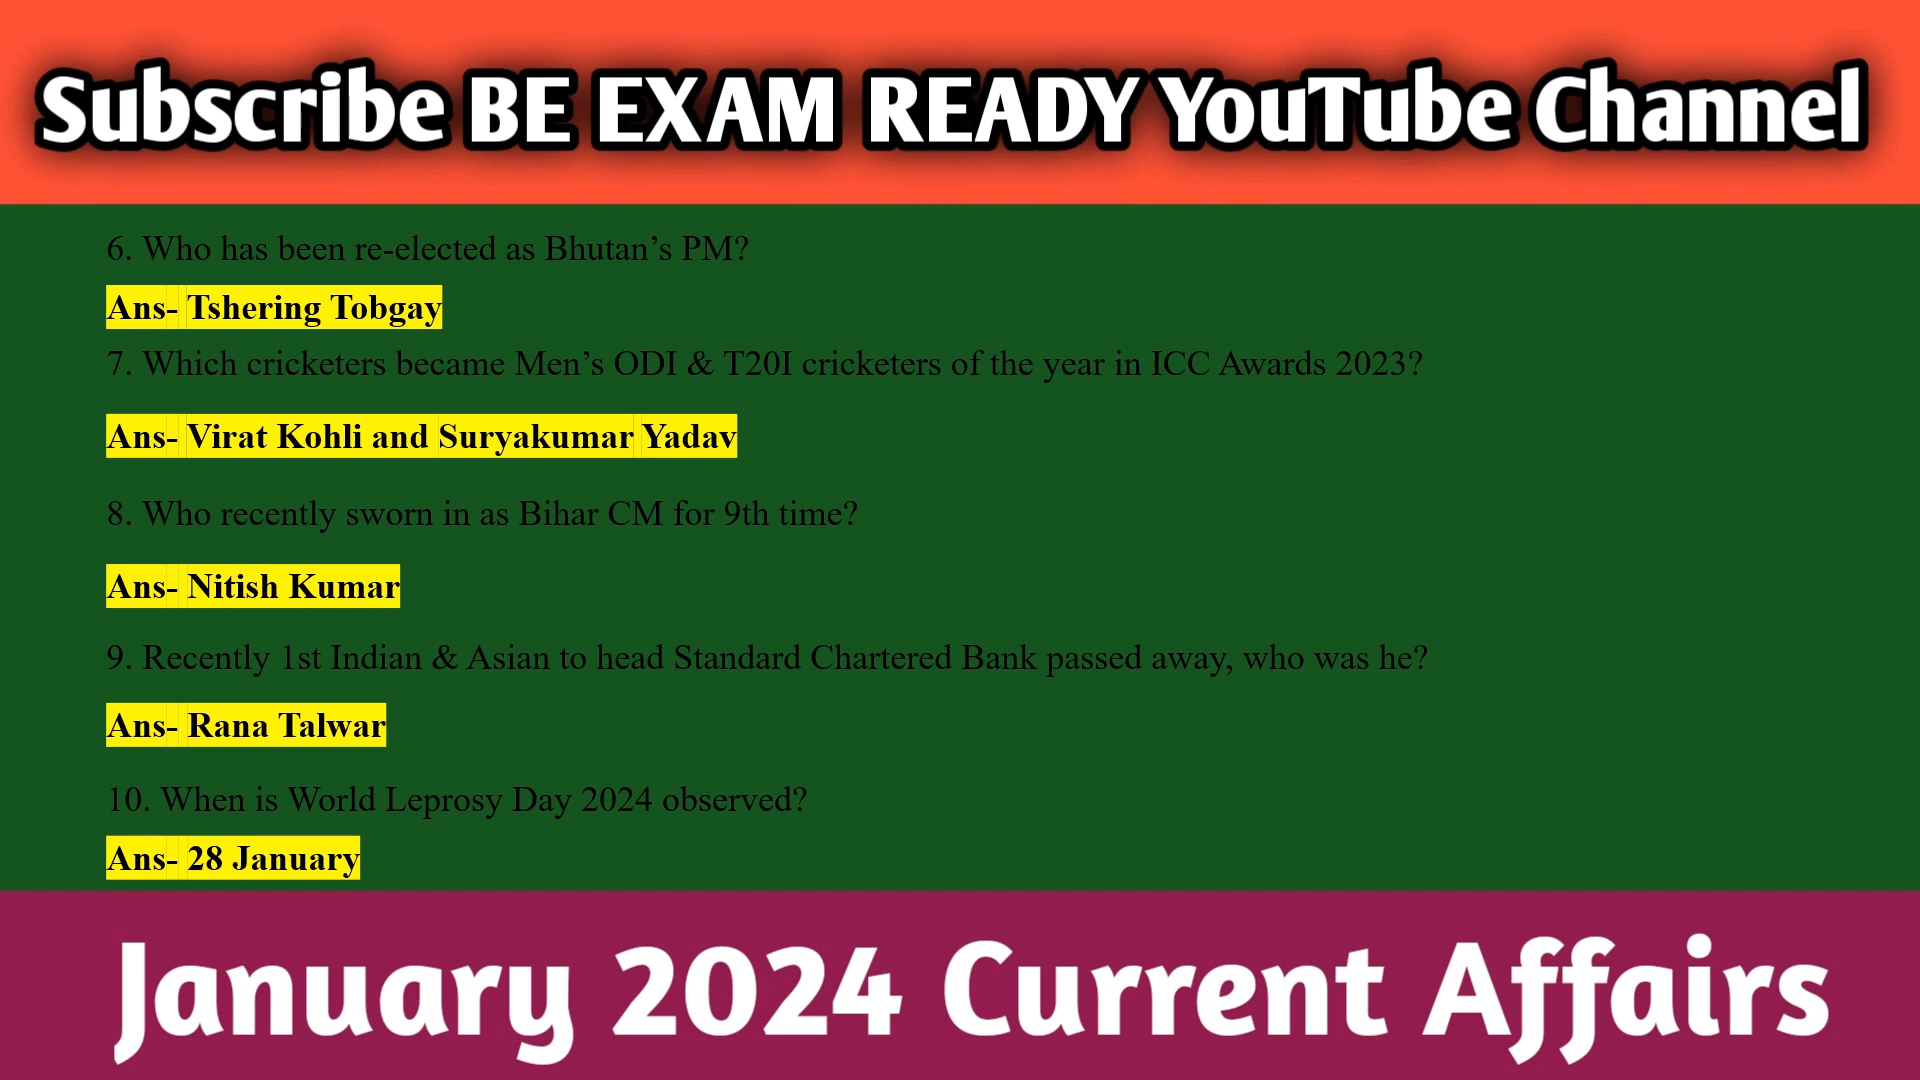 Subscribe BE EXAM READY YouTube Channel
6. Who has been re-elected as Bhutan’s PM?
Ans- Tshering Tobgay
7. Which cricketers became Men’s ODI & T20I cricketers of the year in ICC Awards 2023?
Ans- Virat Kohli and Suryakumar Yadav
8. Who recently sworn in as Bihar CM for 9th time?
Ans- Nitish Kumar
9. Recently 1st Indian & Asian to head Standard Chartered Bank passed away, who was he?
Ans- Rana Talwar
10. When is World Leprosy Day 2024 observed?
Ans- 28 January
January 2024 Current Affairs